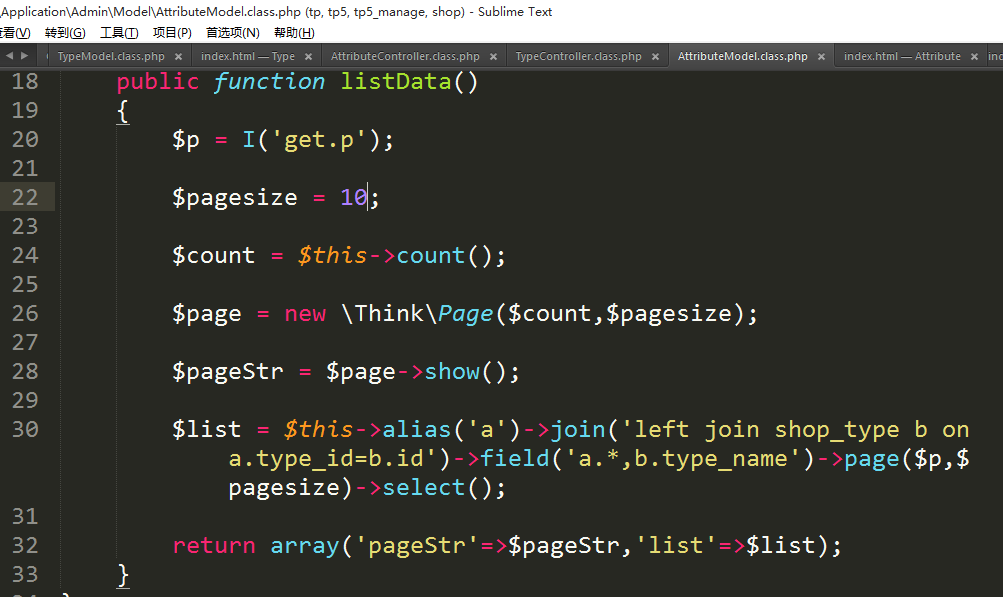 \Application\Admin\Model\AttributeModel.class.php (tp, tp5, tp5_manage, shop) - Sublime Text
查看(V) 转到(G) 工具(T) 项目(P) 首选项(N) 帮助(H)
TypeModel.class.php × index.html — Type × AttributeController.class.php × TypeController.class.php × AttributeModel.class.php × index.html — Attribute ×
18 public function listData()
19 {
20 $p = I('get.p');
21
22 $pagesize = 10;
23
24 $count = $this->count();
25
26 $page = new \Think\Page($count,$pagesize);
27
28 $pageStr = $page->show();
29
30 $list = $this->alias('a')->join('left join shop_type b on
a.type_id=b.id')->field('a.*,b.type_name')->page($p,$
pagesize)->select();
31
32 return array('pageStr'=>$pageStr,'list'=>$list);
33 }